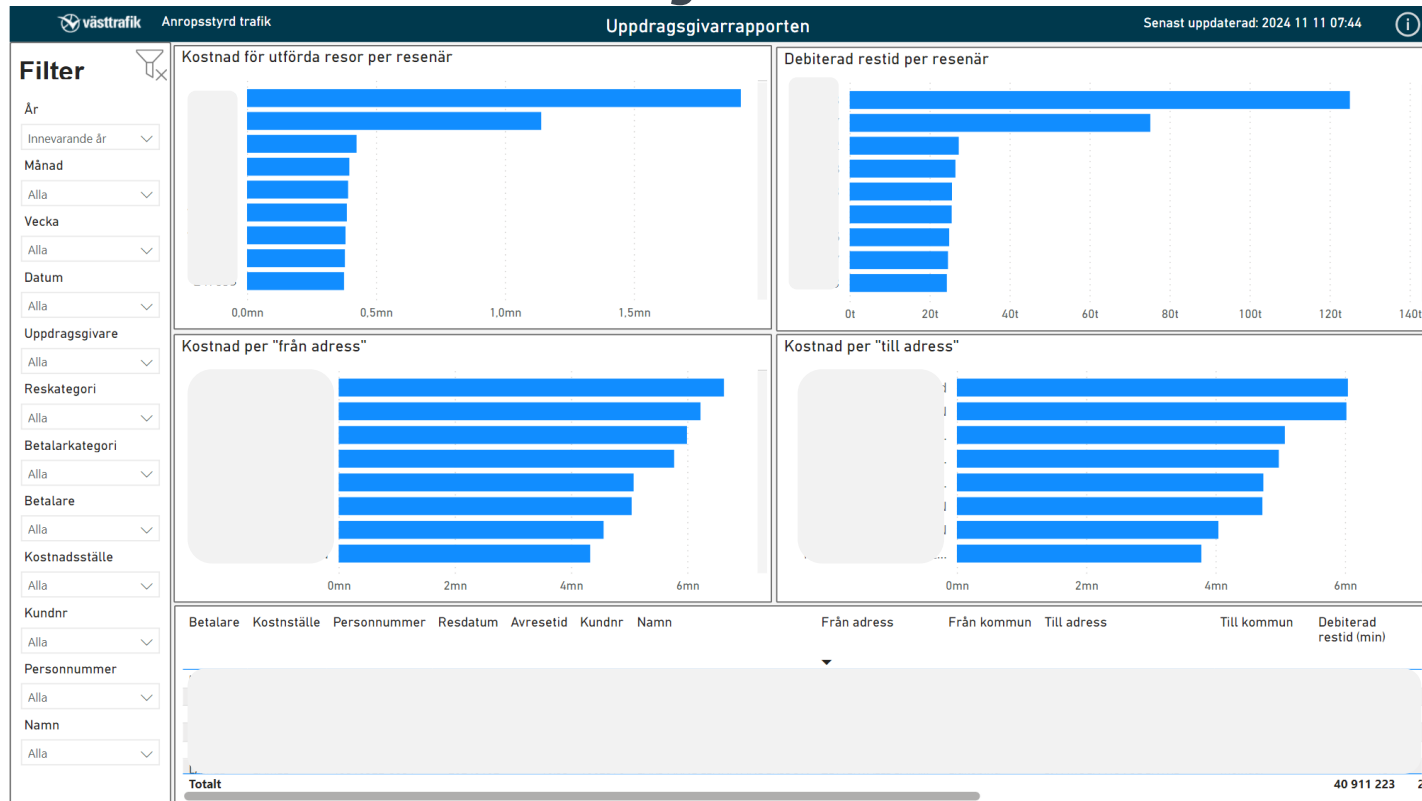 västtrafik Anropsstyrd trafik
Uppdragsgivarrapporten
Senast uppdaterad: 2024 11 11 07:44
Filter
År
Innevarande år
Månad
Alla
Vecka
Alla
Datum
Alla
Uppdragsgivare
Alla
Reskategori
Alla
Betalarkategori
Alla
Betalare
Alla
Kostnadsställe
Alla
Kundnr
Alla
Personnummer
Alla
Namn
Alla
Kostnad för utförda resor per resenär
0,0mn 0,5mn 1,0mn 1,5mn
Debiterad restid per resenär
0t 20t 40t 60t 80t 100t 120t 140t
Kostnad per "från adress"
0mn 2mn 4mn 6mn
Kostnad per "till adress"
0mn 2mn 4mn 6mn
Betalare Kostnställe Personnummer Resdatum Avresetid Kundnr Namn Från adress Från kommun Till adress Till kommun Debiterad
restid (min)
Totalt 40 911 223